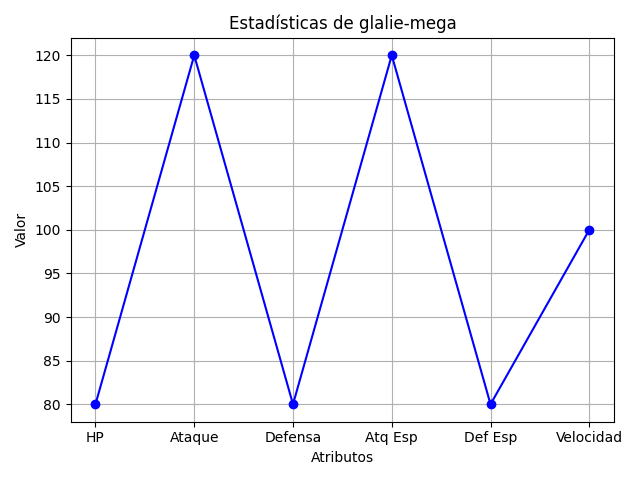 Estadísticas de glalie-mega
Valor
120
115
110
105
100
95
90
85
80
HP Ataque Defensa Atq Esp Def Esp Velocidad
Atributos